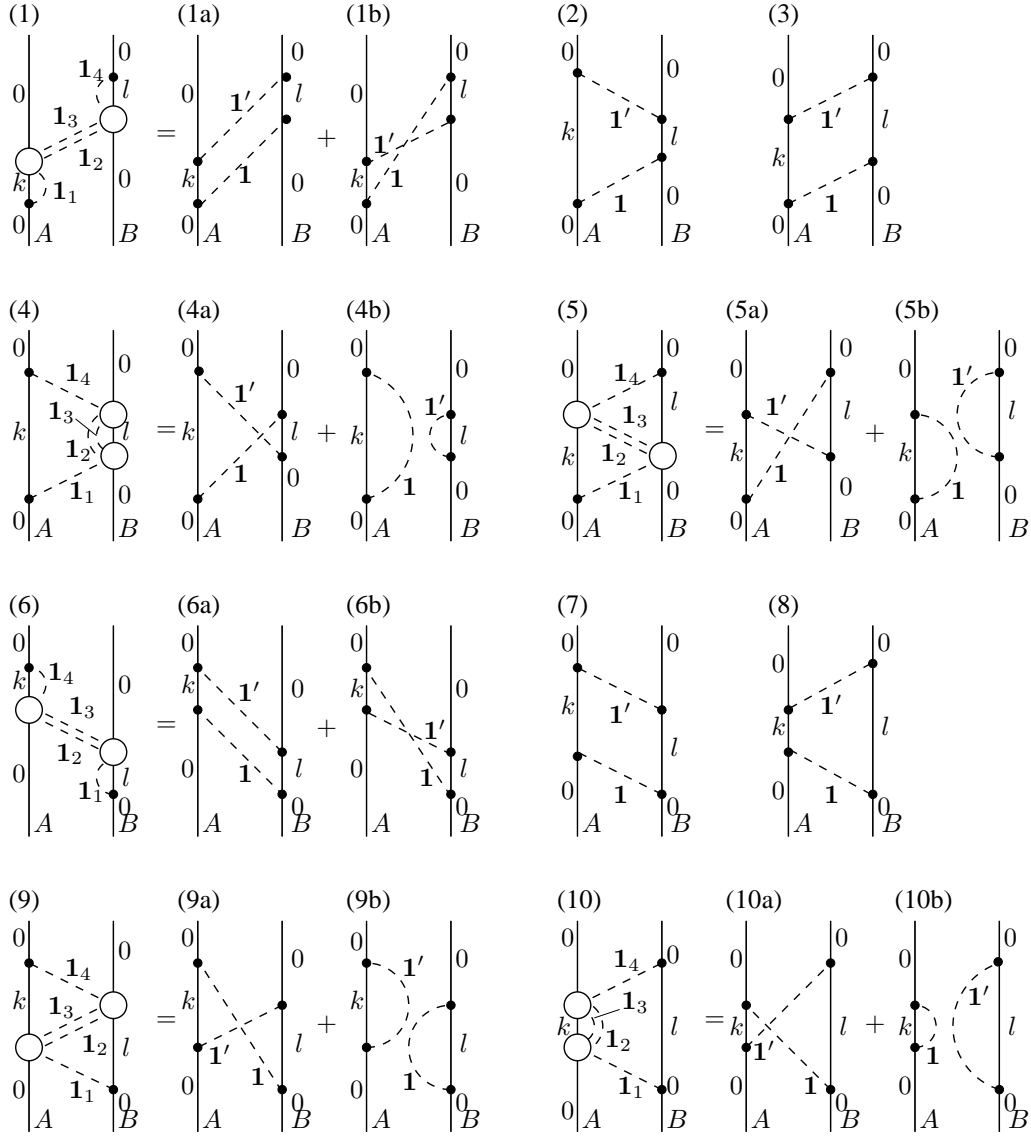 (1) (1a) (1b) (2) (3)
0 0 0 0 0
1₄ l 1′ l l 0 0
0 1₃ 0 0 k 1′ l k 1′ l
= +
1₂ 1′
k 1₁ 0 k 1 0 k 1 0 1 0 1 0
0 A B 0 A B 0 A B 0 A B 0 A B
(4) (4a) (4b) (5) (5a) (5b)
0 0 0 0 0 0 0 0 0 0 0 0
1₄ 1′ 1′ 1₄ 1′
k 1₃ l = k l + k l 1₃ l = 1′ l + k l
1₂ 1 0 1 k 1₂ k 1 1
1₁ 0 0 1₁ 0 0 0
0 A B 0 A B 0 A B 0 A B 0 A B 0 A B
(6) (6a) (6b) (7) (8)
0 0 0 0 0 0
k 1₄ 0 k 1′ 0 k 0 0
1₃ k 1′ k 1′
= + 1′
1₂ l l l l
0 1₁ l 0 1 0 1 0 1 0 1
0 0 0 0 0
A B A B A B A B A B
(9) (9a) (9b) (10) (10a) (10b)
0 0 0 0 0 0 0 0 0 0 0 0
1₄ 1′ 1₄ 1′
k 1₃ k k 1₃
= + k l = k l + k l
1₂ l 1′ l l 1₂ 1′ 1
0 1₁ 0 1 0 1 0 1₁ 0 1 0
0 0 0 0 0 0
A B A B A B A B A B A B